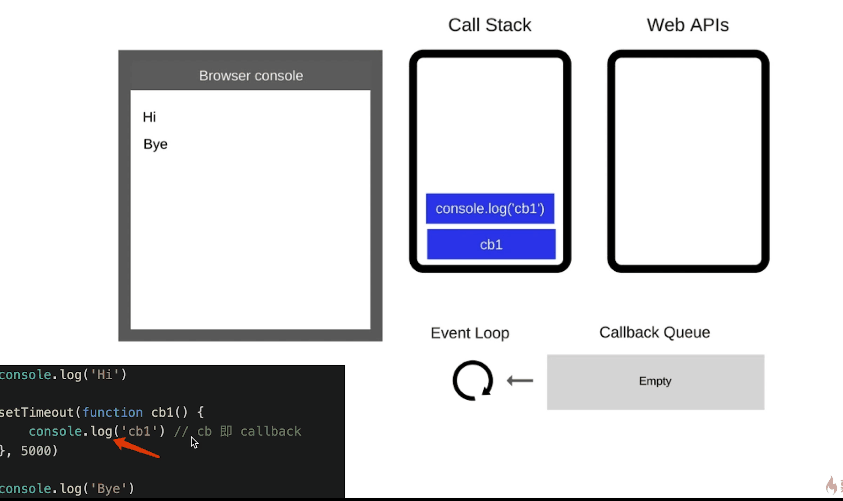 Call Stack
Web APIs
Browser console
Hi
Bye
console.log('cb1')
cb1
Event Loop
Callback Queue
Empty
console.log('Hi')
setTimeout(function cb1() {
console.log('cb1') // cb 即 callback
}, 5000)
console.log('Bye')